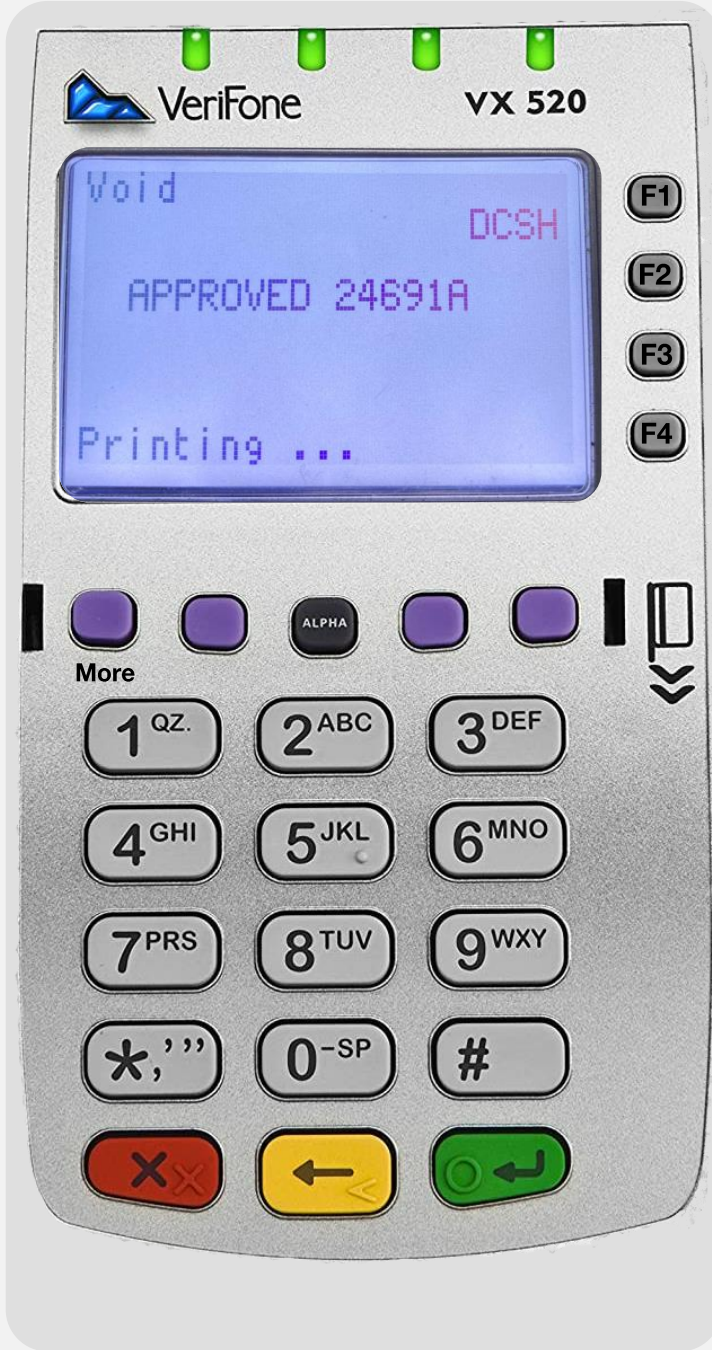 VeriFone
VX 520
Void
DCSH
APPROVED 24691A
Printing ...
F1
F2
F3
F4
ALPHA
More
1 QZ.
2 ABC
3 DEF
4 GHI
5 JKL
6 MNO
7 PRS
8 TUV
9 WXY
*,'"
0 -SP
#